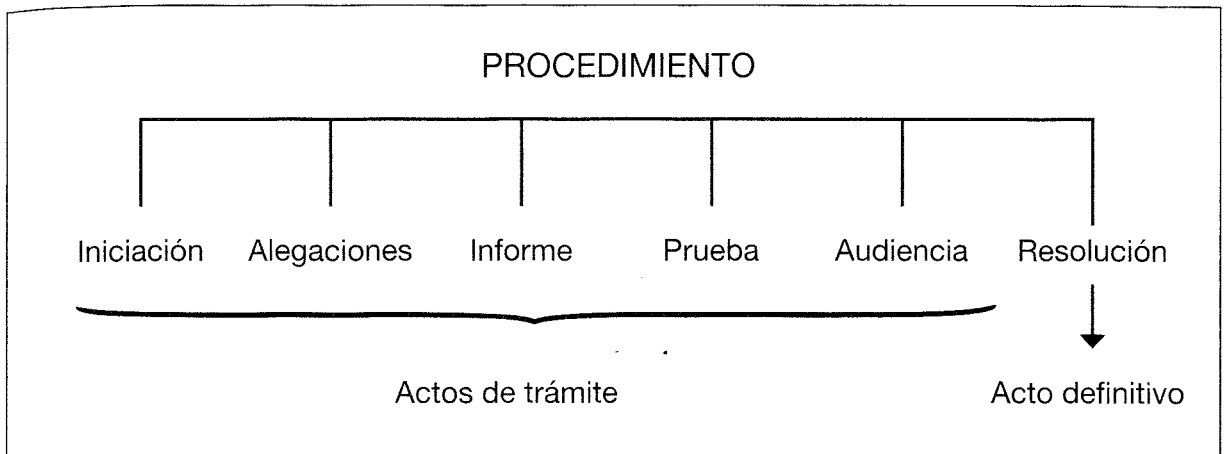 PROCEDIMIENTO
Iniciación Alegaciones Informe Prueba Audiencia Resolución
Actos de trámite Acto definitivo